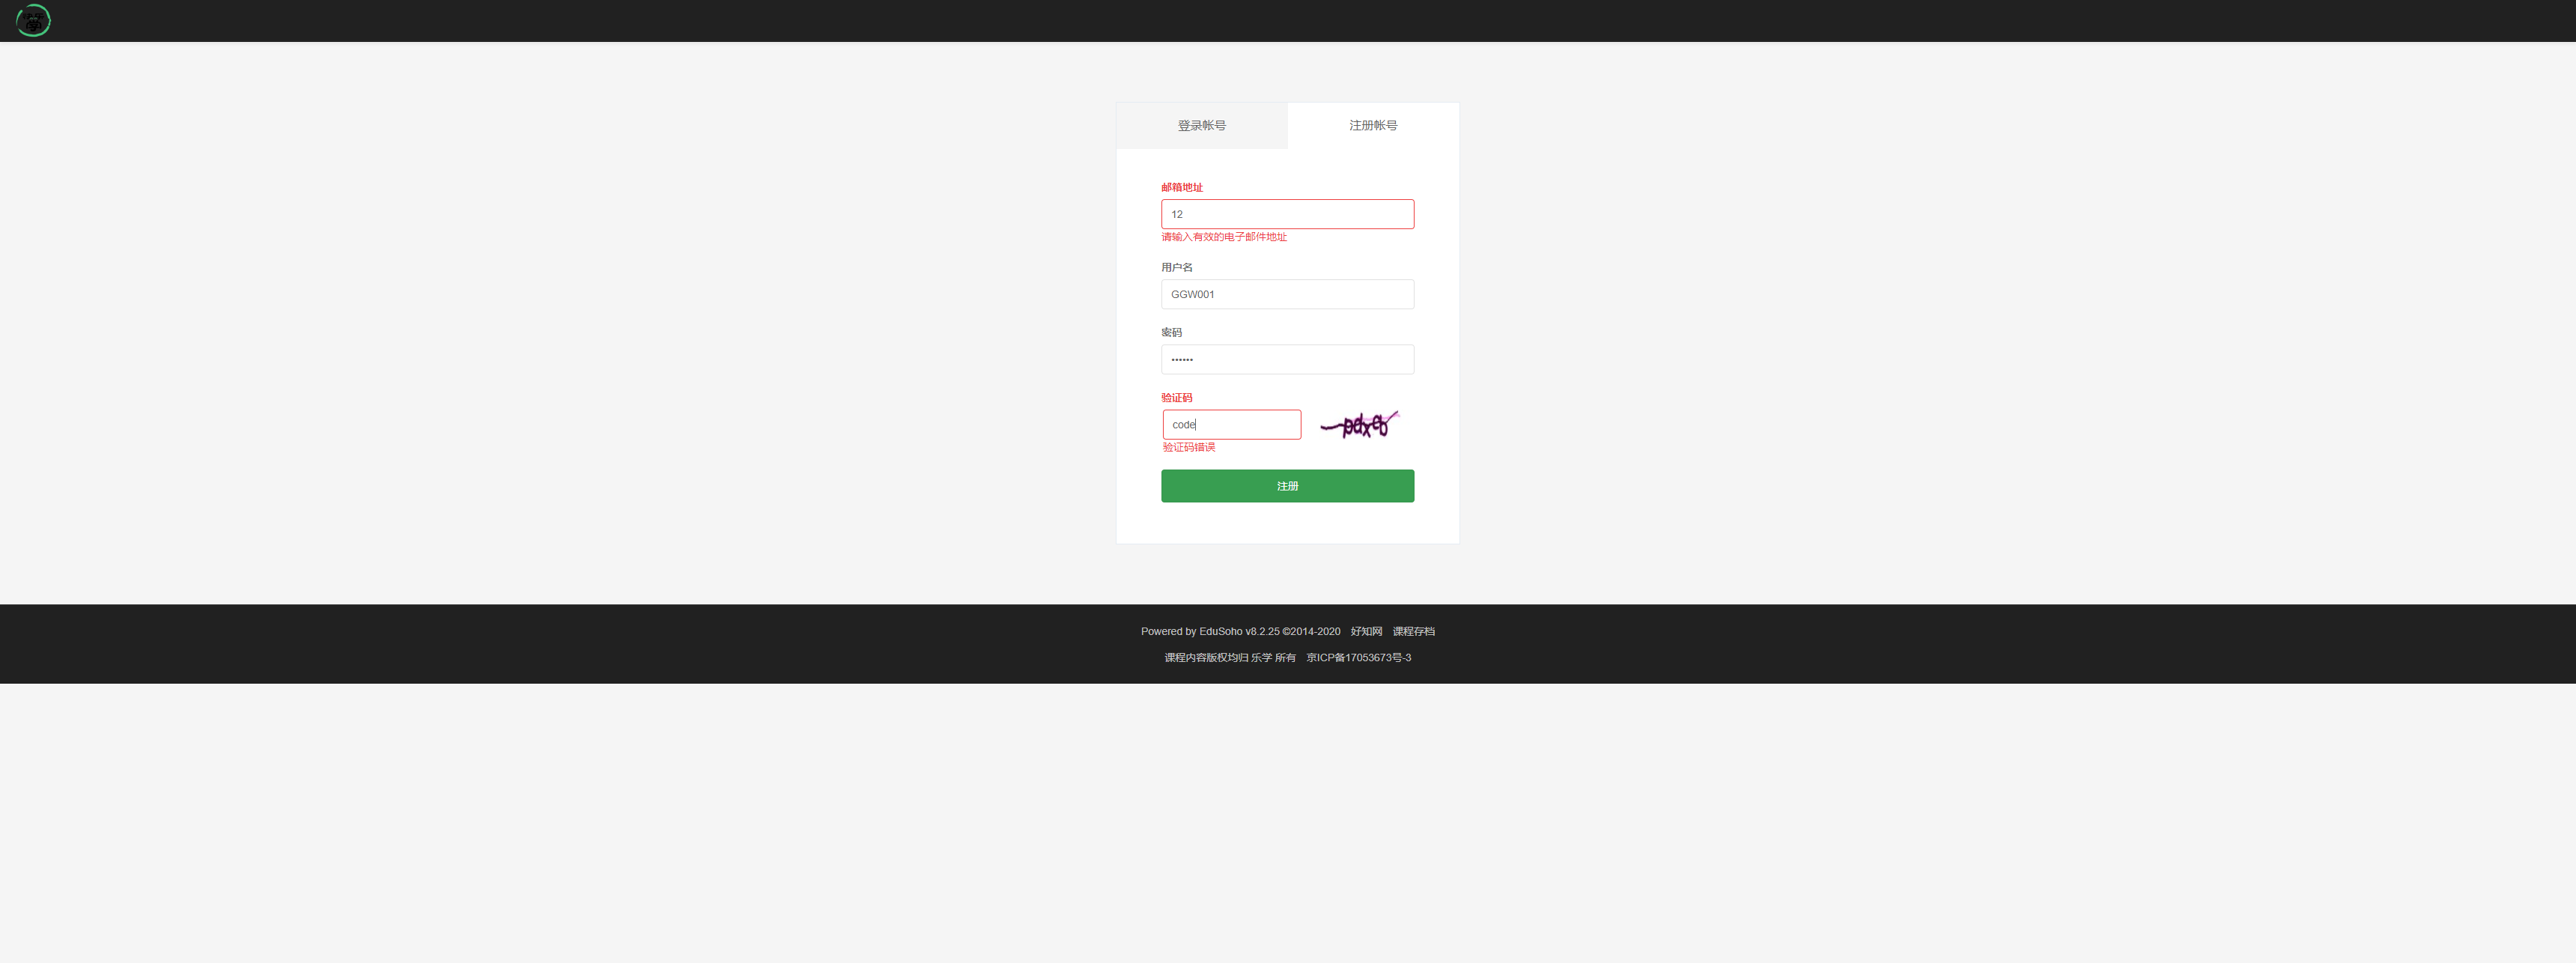 登录帐号 注册帐号
邮箱地址
12
请输入有效的电子邮件地址
用户名
GGW001
密码
••••••
验证码
code
验证码错误
注册
Powered by EduSoho v8.2.25 ©2014-2020 好知网 课程存档
课程内容版权均归 乐学 所有 京ICP备17053673号-3